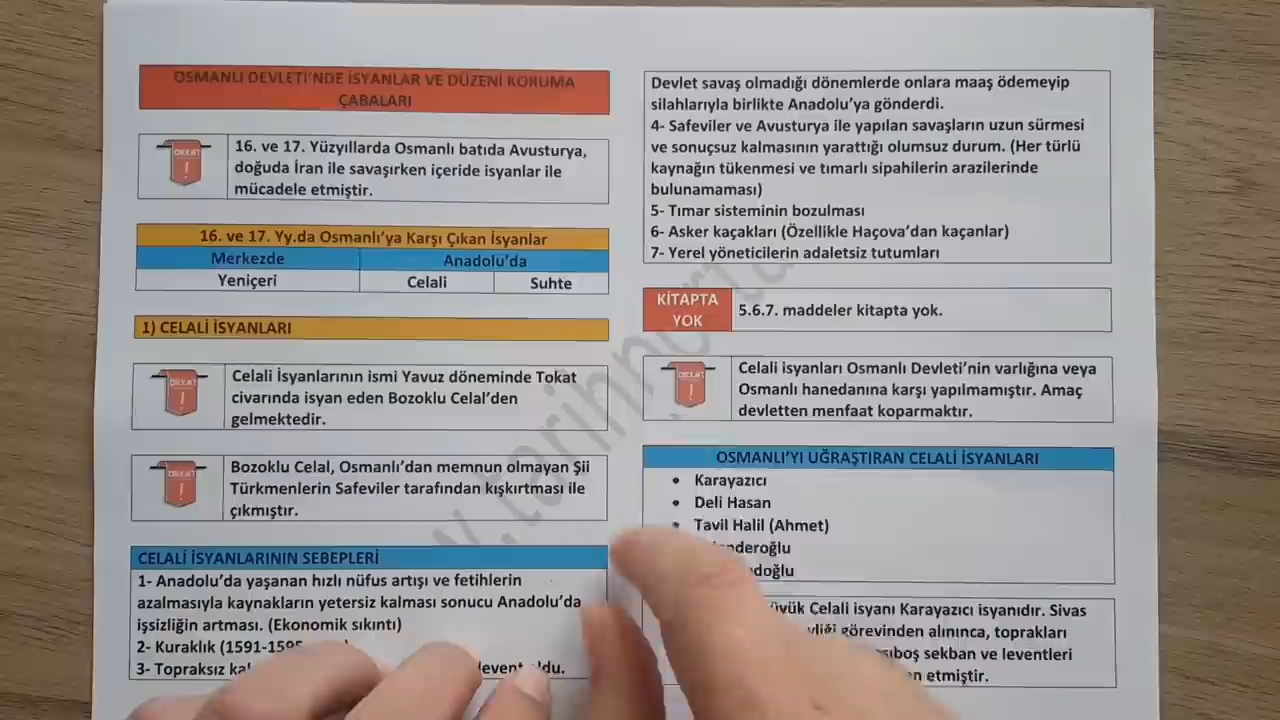 OSMANLI DEVLETİ'NDE İSYANLAR VE DÜZENİ KORUMA
ÇABALARI
DİKKAT
!
16. ve 17. Yüzyıllarda Osmanlı batıda Avusturya,
doğuda İran ile savaşırken içeride isyanlar ile
mücadele etmiştir.
16. ve 17. Yy.da Osmanlı'ya Karşı Çıkan İsyanlar
Merkezde Anadolu'da
Yeniçeri Celali Suhte
1) CELALİ İSYANLARI
DİKKAT
!
Celali İsyanlarının ismi Yavuz döneminde Tokat
civarında isyan eden Bozoklu Celal'den
gelmektedir.
DİKKAT
!
Bozoklu Celal, Osmanlı'dan memnun olmayan Şii
Türkmenlerin Safeviler tarafından kışkırtması ile
çıkmıştır.
CELALİ İSYANLARININ SEBEPLERİ
1- Anadolu'da yaşanan hızlı nüfus artışı ve fetihlerin
azalmasıyla kaynakların yetersiz kalması sonucu Anadolu'da
işsizliğin artması. (Ekonomik sıkıntı)
2- Kuraklık
3- Topraksız
Devlet savaş olmadığı dönemlerde onlara maaş ödemeyip
silahlarıyla birlikte Anadolu'ya gönderdi.
4- Safeviler ve Avusturya ile yapılan savaşların uzun sürmesi
ve sonuçsuz kalmasının yarattığı olumsuz durum. (Her türlü
kaynağın tükenmesi ve tımarlı sipahilerin arazilerinde
bulunamaması)
5- Tımar sisteminin bozulması
6- Asker kaçakları (Özellikle Haçova'dan kaçanlar)
7- Yerel yöneticilerin adaletsiz tutumları
KİTAPTA
YOK
5.6.7. maddeler kitapta yok.
DİKKAT
!
Celali isyanları Osmanlı Devleti'nin varlığına veya
Osmanlı hanedanına karşı yapılmamıştır. Amaç
devletten menfaat koparmaktır.
OSMANLI'YI UĞRAŞTIRAN CELALİ İSYANLARI
• Karayazıcı
• Deli Hasan
• Tavil Halil (Ahmet)
Celali isyanı Karayazıcı isyanıdır. Sivas
görevinden alınınca, toprakları
sekban ve leventleri
etmiştir.